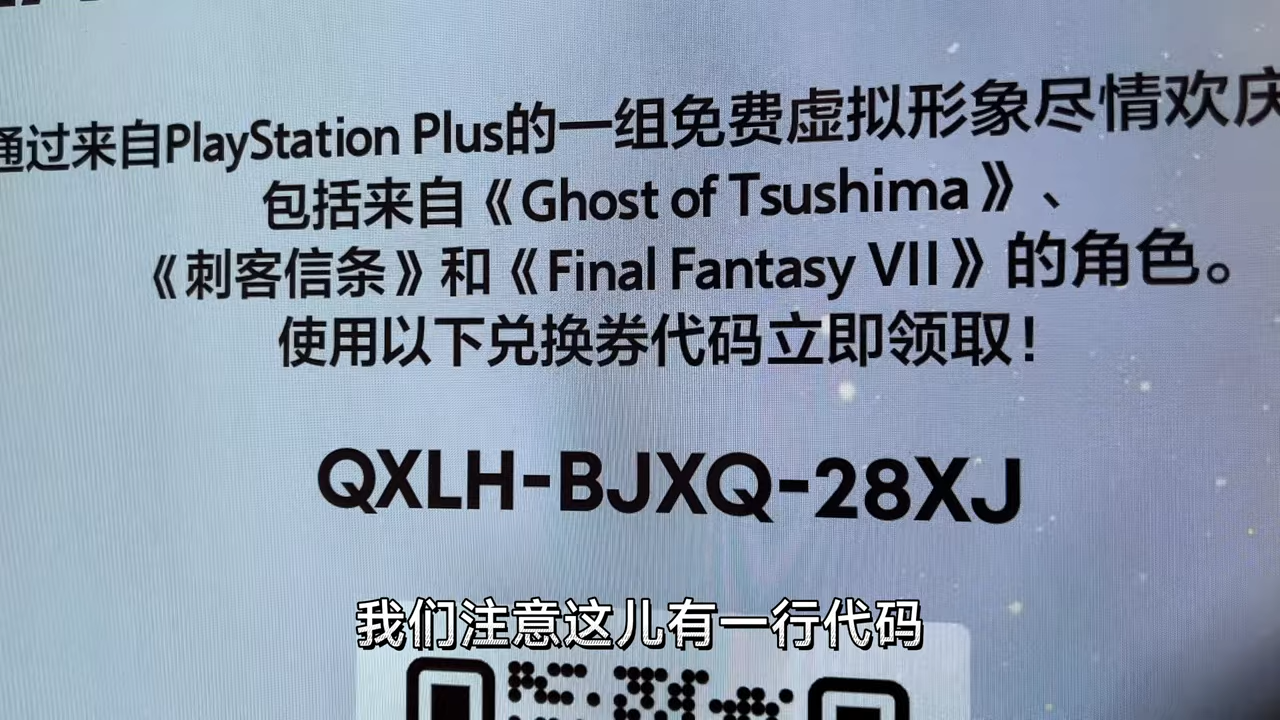 通过来自PlayStation Plus的一组免费虚拟形象尽情欢庆
包括来自《Ghost of Tsushima》、
《刺客信条》和《Final Fantasy VII》的角色。
使用以下兑换券代码立即领取！
QXLH-BJXQ-28XJ
我们注意这儿有一行代码